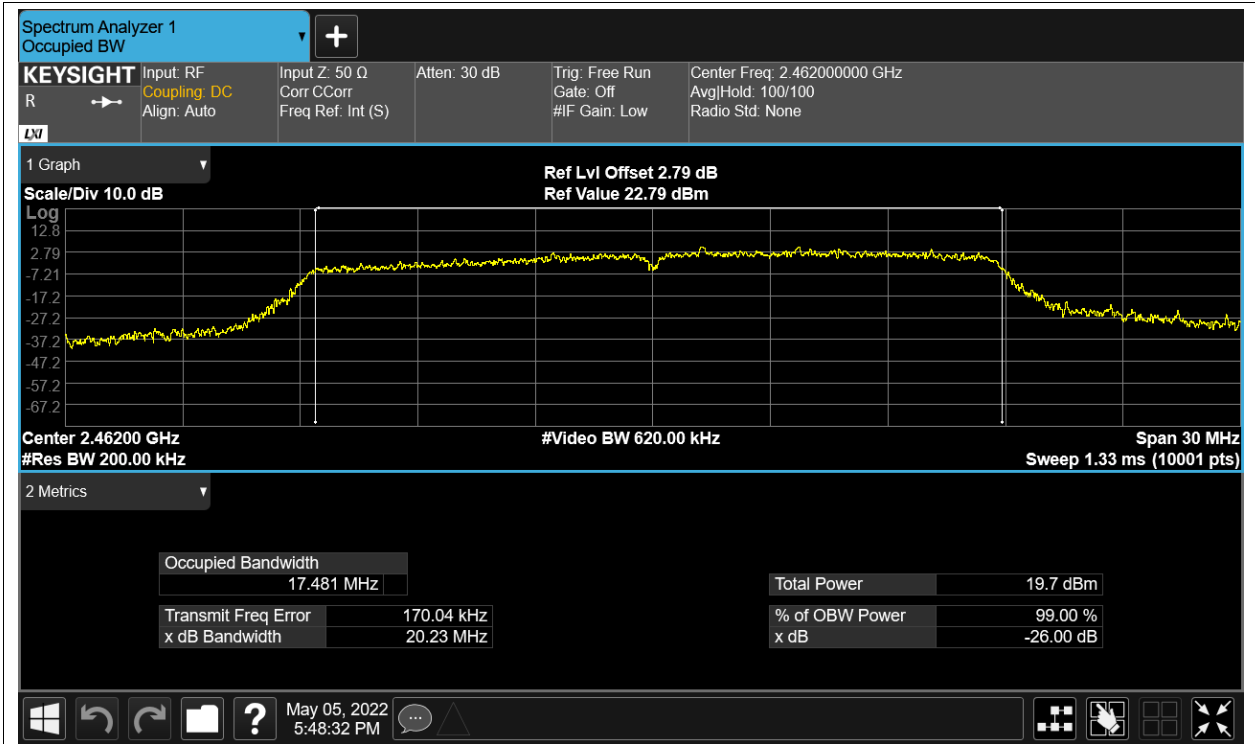 Spectrum Analyzer 1
Occupied BW
KEYSIGHT
R
LXI
Input: RF
Coupling: DC
Align: Auto
Input Z: 50 Ω
Corr CCorr
Freq Ref: Int (S)
Atten: 30 dB
Trig: Free Run
Gate: Off
#IF Gain: Low
Center Freq: 2.462000000 GHz
Avg|Hold: 100/100
Radio Std: None
1 Graph
Scale/Div 10.0 dB
Ref Lvl Offset 2.79 dB
Ref Value 22.79 dBm
Log
12.8
2.79
-7.21
-17.2
-27.2
-37.2
-47.2
-57.2
-67.2
Center 2.46200 GHz
#Video BW 620.00 kHz
Span 30 MHz
#Res BW 200.00 kHz
Sweep 1.33 ms (10001 pts)
2 Metrics
Occupied Bandwidth
17.481 MHz
Transmit Freq Error 170.04 kHz
x dB Bandwidth 20.23 MHz
Total Power 19.7 dBm
% of OBW Power 99.00 %
x dB -26.00 dB
?
May 05, 2022
5:48:32 PM